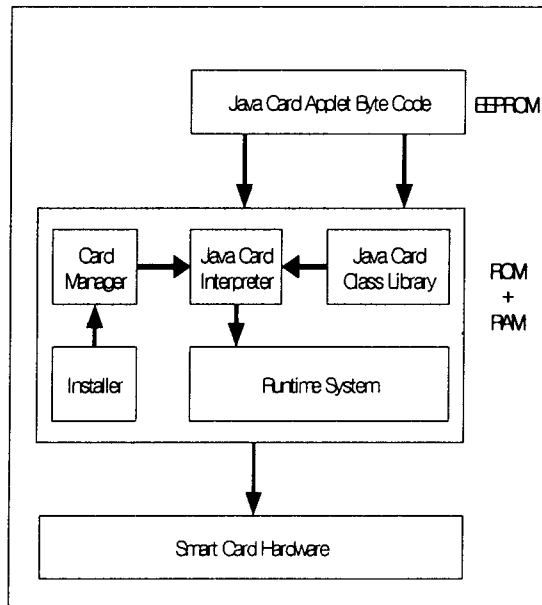 Java Card Applet Byte Code
EEPROM
Card
Manager
Java Card
Interpreter
Java Card
Class Library
ROM
+
RAM
Installer
Runtime System
Smart Card Hardware